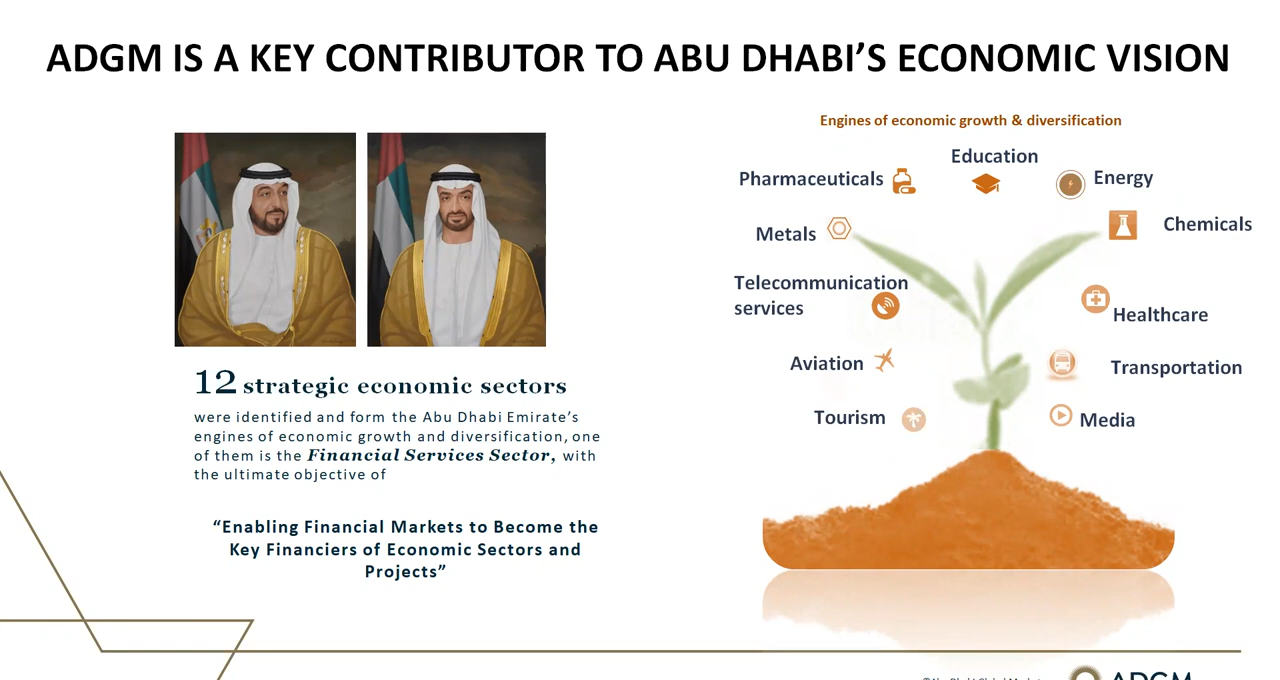 ADGM IS A KEY CONTRIBUTOR TO ABU DHABI’S ECONOMIC VISION
12 strategic economic sectors
were identified and form the Abu Dhabi Emirate’s
engines of economic growth and diversification, one
of them is the Financial Services Sector, with
the ultimate objective of
“Enabling Financial Markets to Become the
Key Financiers of Economic Sectors and
Projects”
Engines of economic growth & diversification
Education
Pharmaceuticals
Energy
Metals
Chemicals
Telecommunication
services
Healthcare
Aviation
Transportation
Tourism
Media
ADGM